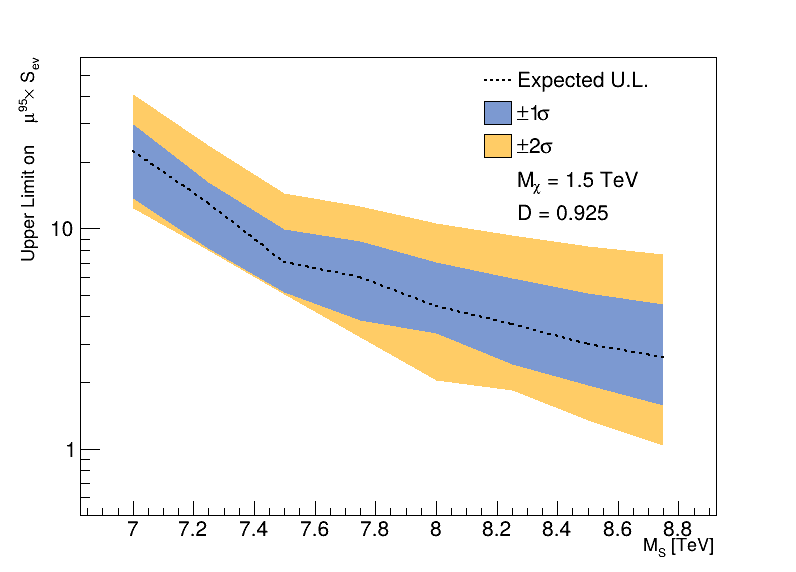 Upper Limit on μ⁹⁵× S_ev
Expected U.L.
±1σ
±2σ
M_χ = 1.5 TeV
D = 0.925
10
1
7 7.2 7.4 7.6 7.8 8 8.2 8.4 8.6 8.8
M_S [TeV]